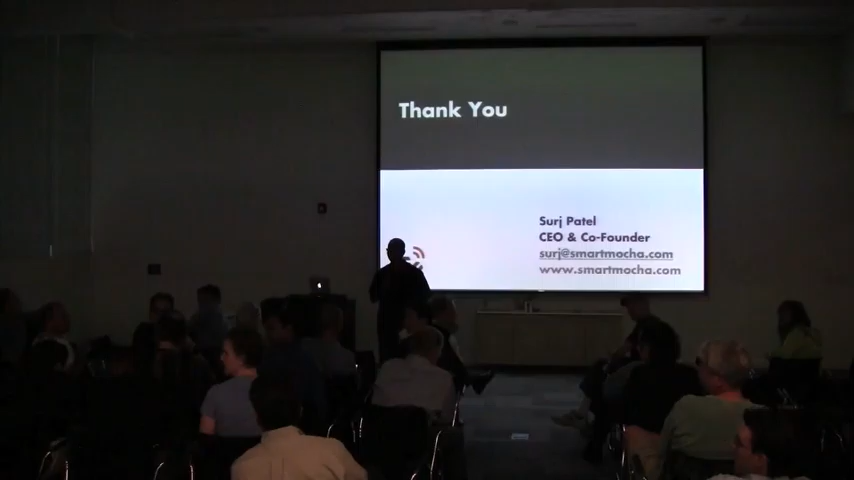 Thank You
Surj Patel
CEO & Co-Founder
surj@smartmocha.com
www.smartmocha.com